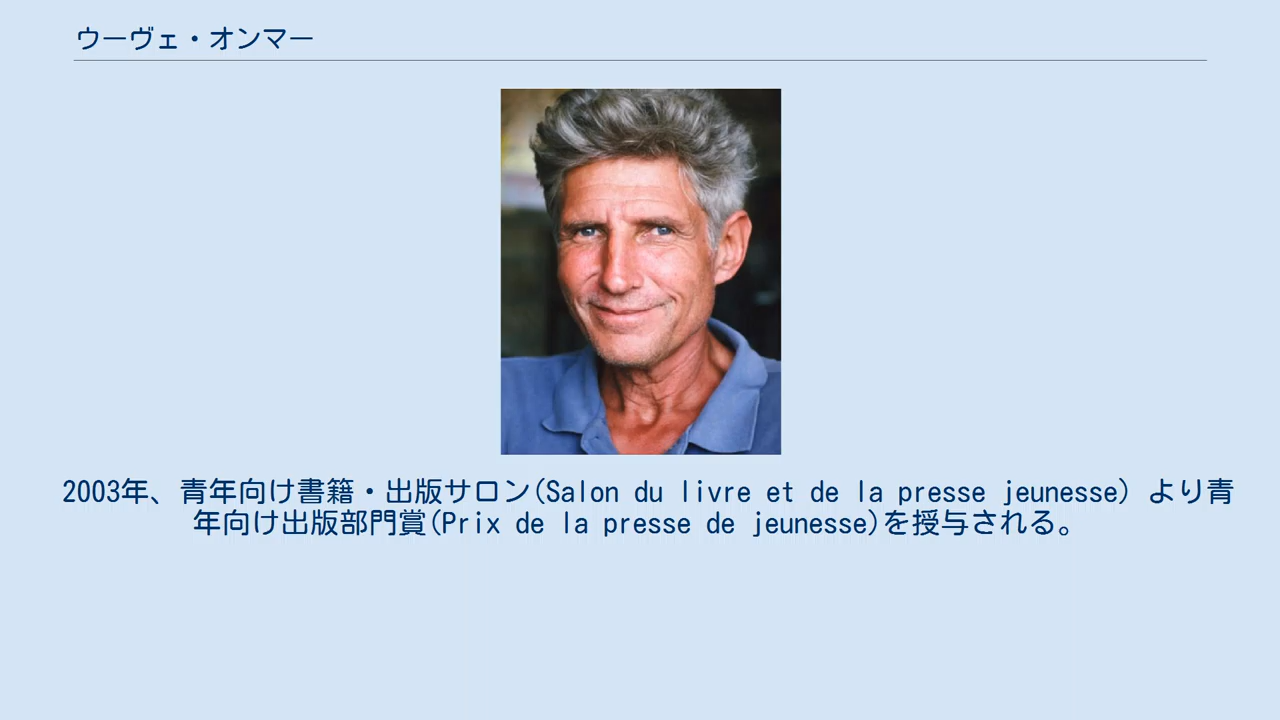 ウーヴェ・オンマー
2003年、青年向け書籍・出版サロン(Salon du livre et de la presse jeunesse) より青
年向け出版部門賞(Prix de la presse de jeunesse)を授与される。